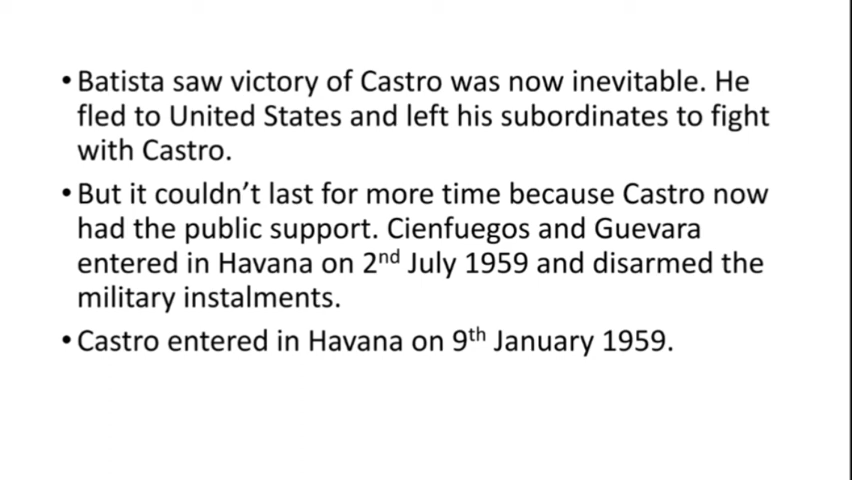 • Batista saw victory of Castro was now inevitable. He
fled to United States and left his subordinates to fight
with Castro.
• But it couldn’t last for more time because Castro now
had the public support. Cienfuegos and Guevara
entered in Havana on 2nd July 1959 and disarmed the
military instalments.
• Castro entered in Havana on 9th January 1959.